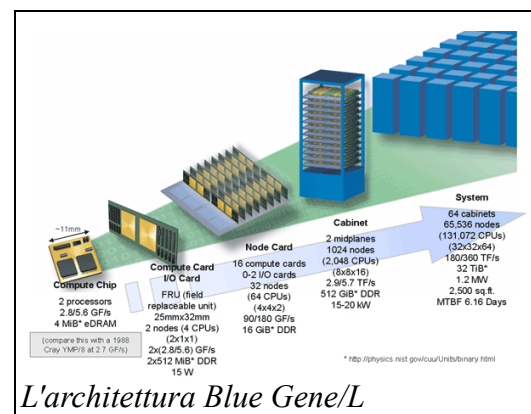 ~11mm
Compute Chip
2 processors
2.8/5.6 GF/s
4 MiB* eDRAM
(compare this with a 1988
Cray YMP/8 at 2.7 GF/s)
Compute Card
I/O Card
FRU (field
replaceable unit)
25mmx32mm
2 nodes (4 CPUs)
(2x1x1)
2x(2.8/5.6) GF/s
2x512 MiB* DDR
15 W
Node Card
16 compute cards
0-2 I/O cards
32 nodes
(64 CPUs)
(4x4x2)
90/180 GF/s
16 GiB* DDR
Cabinet
2 midplanes
1024 nodes
(2,048 CPUs)
(8x8x16)
2.9/5.7 TF/s
512 GiB* DDR
15-20 kW
System
64 cabinets
65,536 nodes
(131,072 CPUs)
(32x32x64)
180/360 TF/s
32 TiB*
1.2 MW
2,500 sq.ft.
MTBF 6.16 Days
* http://physics.nist.gov/cuu/Units/binary.html
L'architettura Blue Gene/L